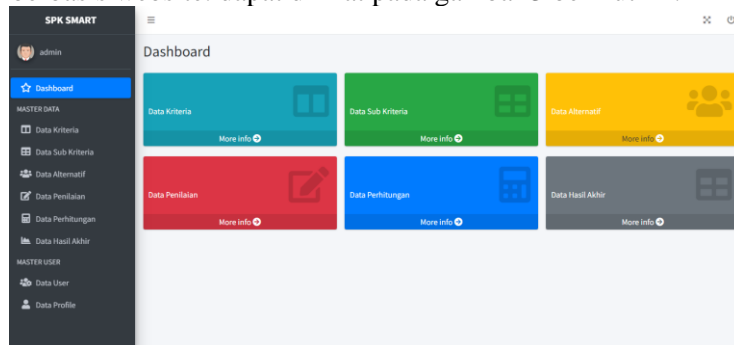 SPK SMART
admin
Dashboard
Dashboard
MASTER DATA
Data Kriteria
Data Sub Kriteria
Data Alternatif
Data Penilaian
Data Perhitungan
Data Hasil Akhir
MASTER USER
Data User
Data Profile
Data Kriteria
More info
Data Sub Kriteria
More info
Data Alternatif
More info
Data Penilaian
More info
Data Perhitungan
More info
Data Hasil Akhir
More info